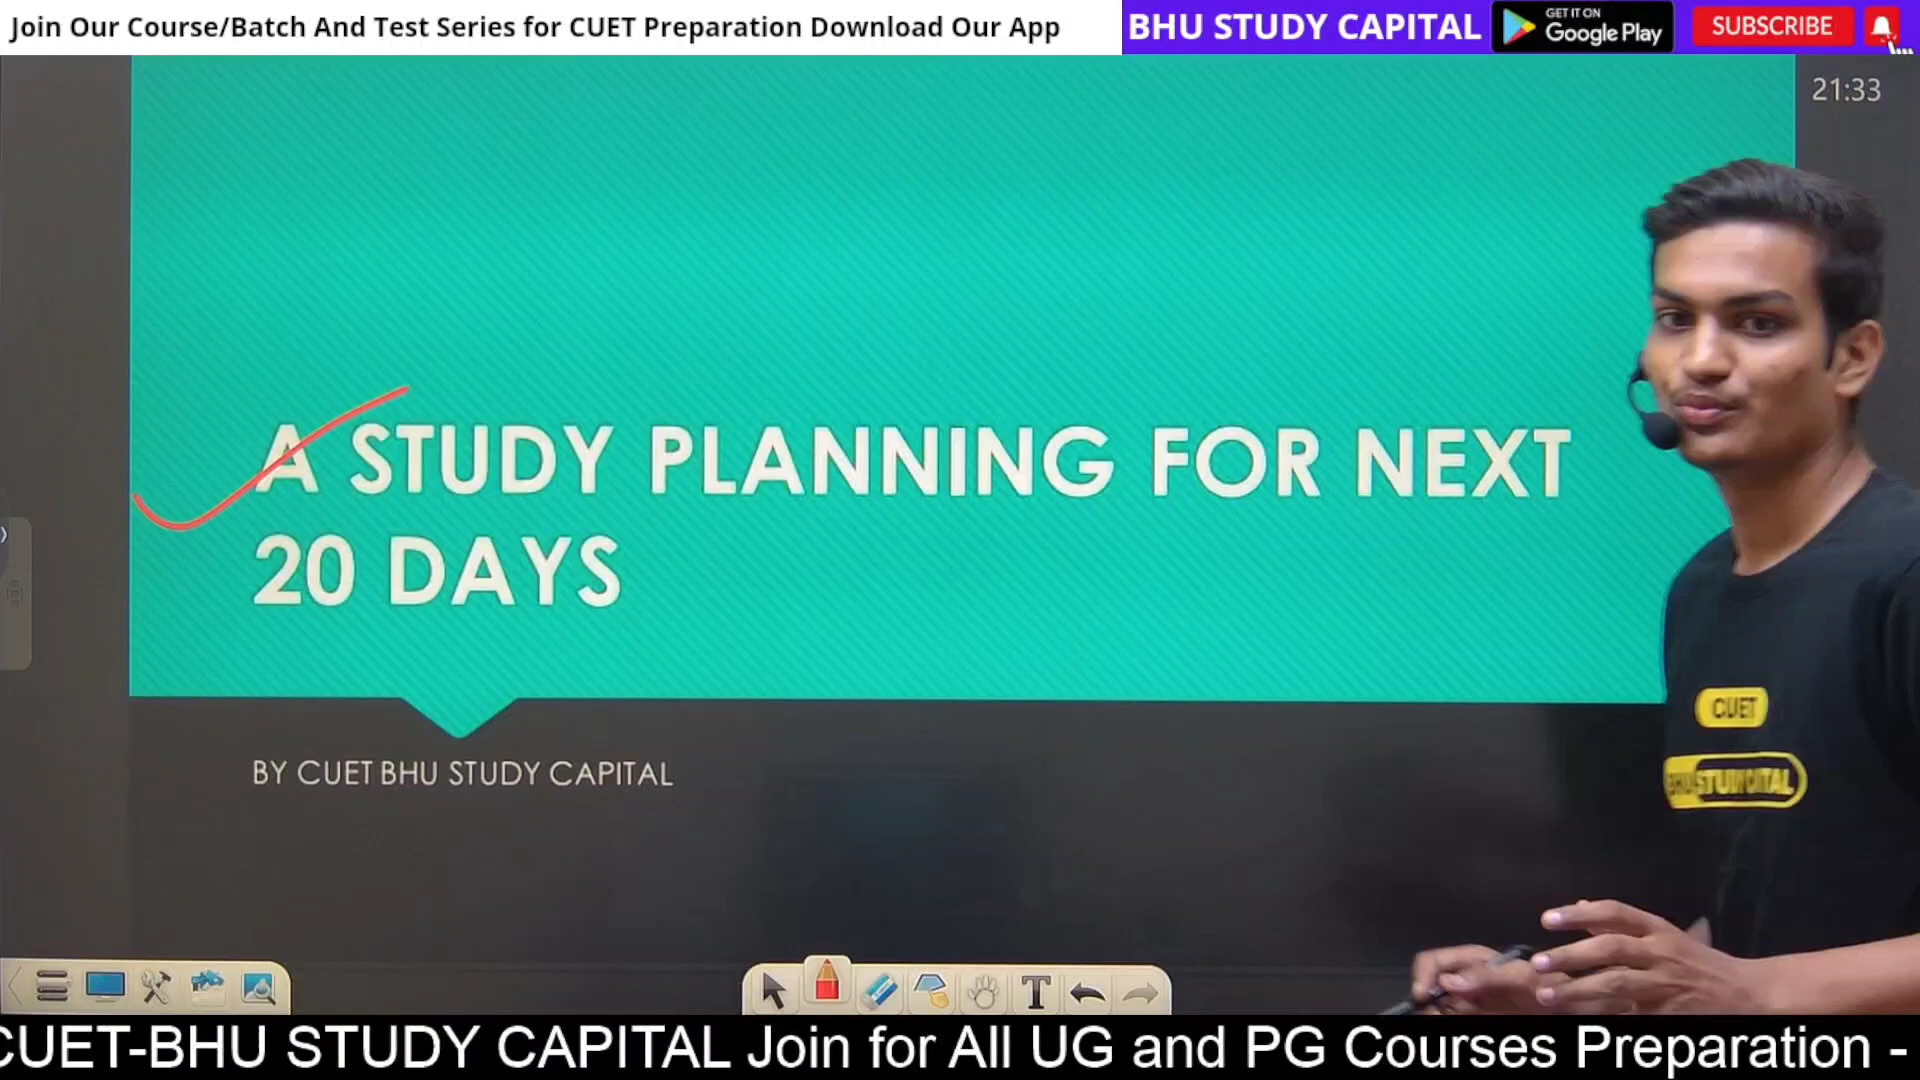 Join Our Course/Batch And Test Series for CUET Preparation Download Our App
BHU STUDY CAPITAL
GET IT ON
Google Play
SUBSCRIBE
21:33
A STUDY PLANNING FOR NEXT
20 DAYS
BY CUET BHU STUDY CAPITAL
CUET
T
CUET-BHU STUDY CAPITAL Join for All UG and PG Courses Preparation -